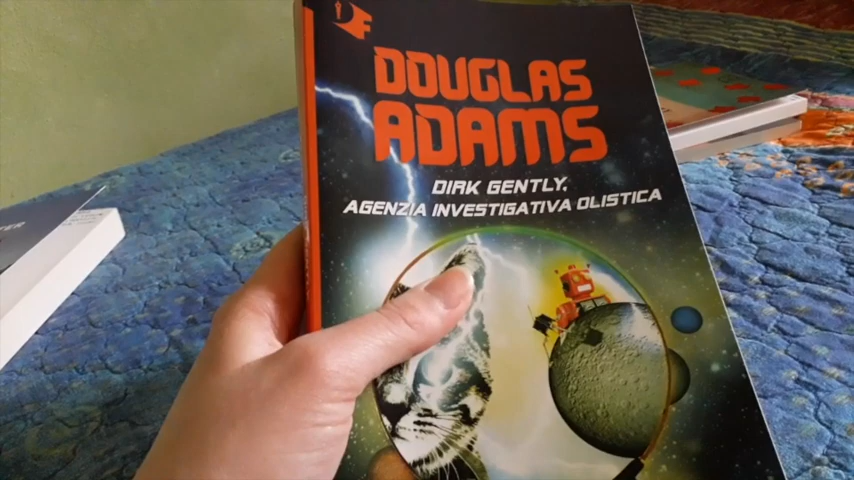 DOUGLAS
ADAMS
DIRK GENTLY,
AGENZIA INVESTIGATIVA OLISTICA